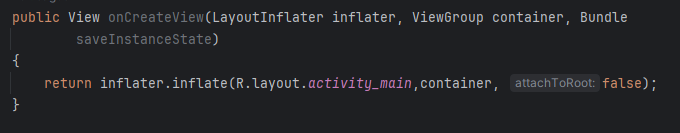 public View onCreateView(LayoutInflater inflater, ViewGroup container, Bundle
saveInstanceState)
{
return inflater.inflate(R.layout.activity_main,container, attachToRoot: false);
}